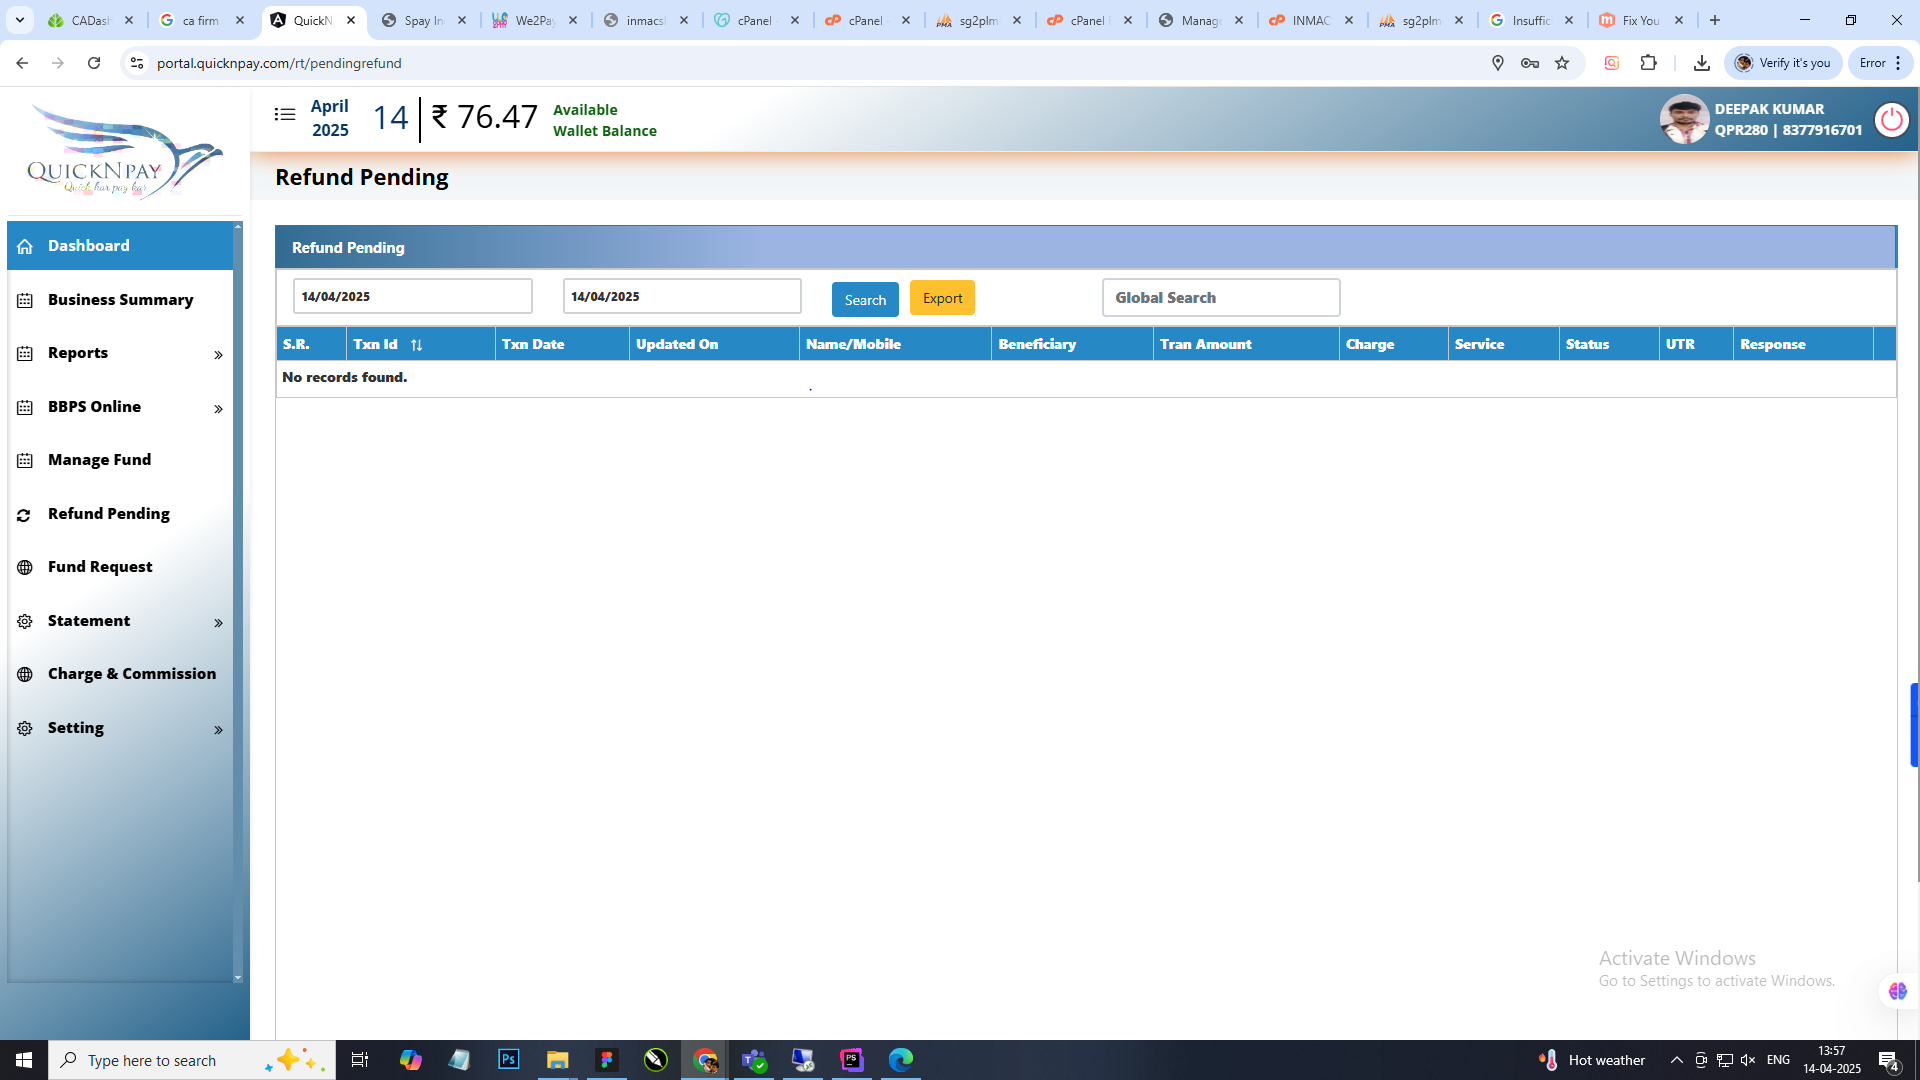 CADash
ca firm
QuickN
Spay In
We2Pay
inmacs
cPanel
cPanel
sg2plm
cPanel
Manag
INMAC
sg2plm
Insuffic
Fix You
portal.quicknpay.com/rt/pendingrefund
Verify it's you
Error
QUICKNPAY
Quick kar pay kar
April
2025
14
₹ 76.47
Available
Wallet Balance
DEEPAK KUMAR
QPR280 | 8377916701
Refund Pending
Dashboard
Business Summary
Reports
BBPS Online
Manage Fund
Refund Pending
Fund Request
Statement
Charge & Commission
Setting
Refund Pending
14/04/2025
14/04/2025
Search
Export
Global Search
S.R. Txn Id Txn Date Updated On Name/Mobile Beneficiary Tran Amount Charge Service Status UTR Response
No records found.
Activate Windows
Go to Settings to activate Windows.
Type here to search
Hot weather
ENG
13:57
14-04-2025
4